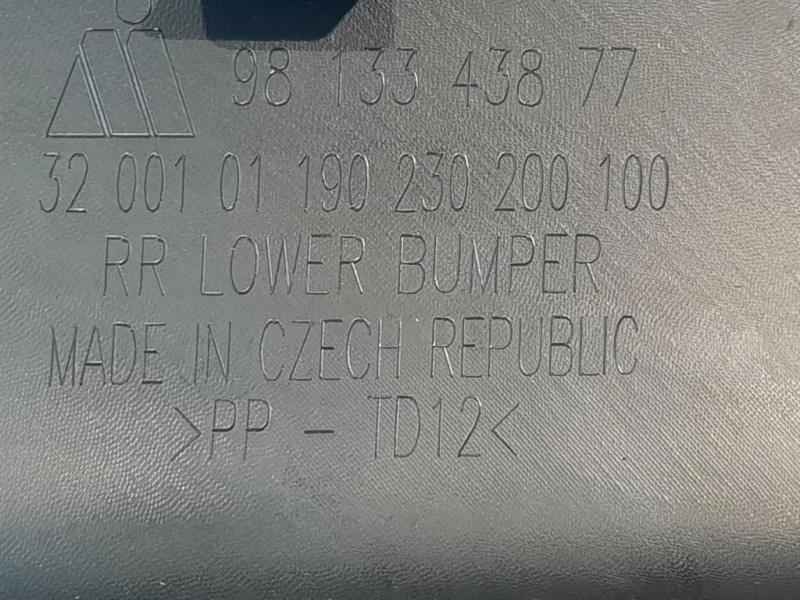 98 133 438 77
32 001 01 190 230 200 100
RR LOWER BUMPER
MADE IN CZECH REPUBLIC
>PP - TD12<